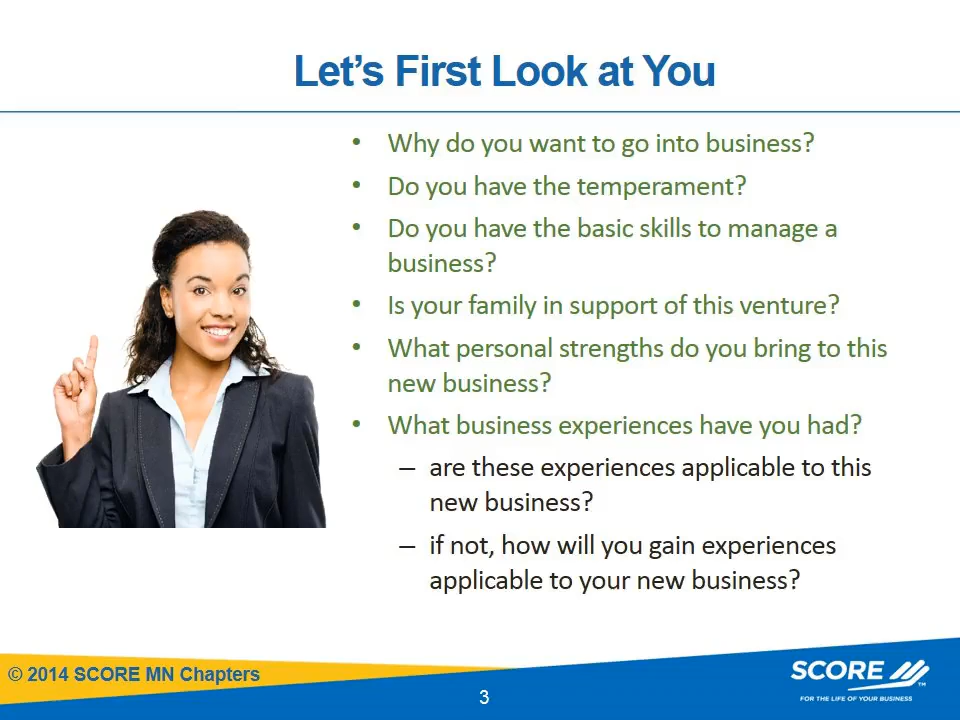 Let’s First Look at You
• Why do you want to go into business?
• Do you have the temperament?
• Do you have the basic skills to manage a
business?
• Is your family in support of this venture?
• What personal strengths do you bring to this
new business?
• What business experiences have you had?
– are these experiences applicable to this
new business?
– if not, how will you gain experiences
applicable to your new business?
© 2014 SCORE MN Chapters
3
SCORE
TM
FOR THE LIFE OF YOUR BUSINESS